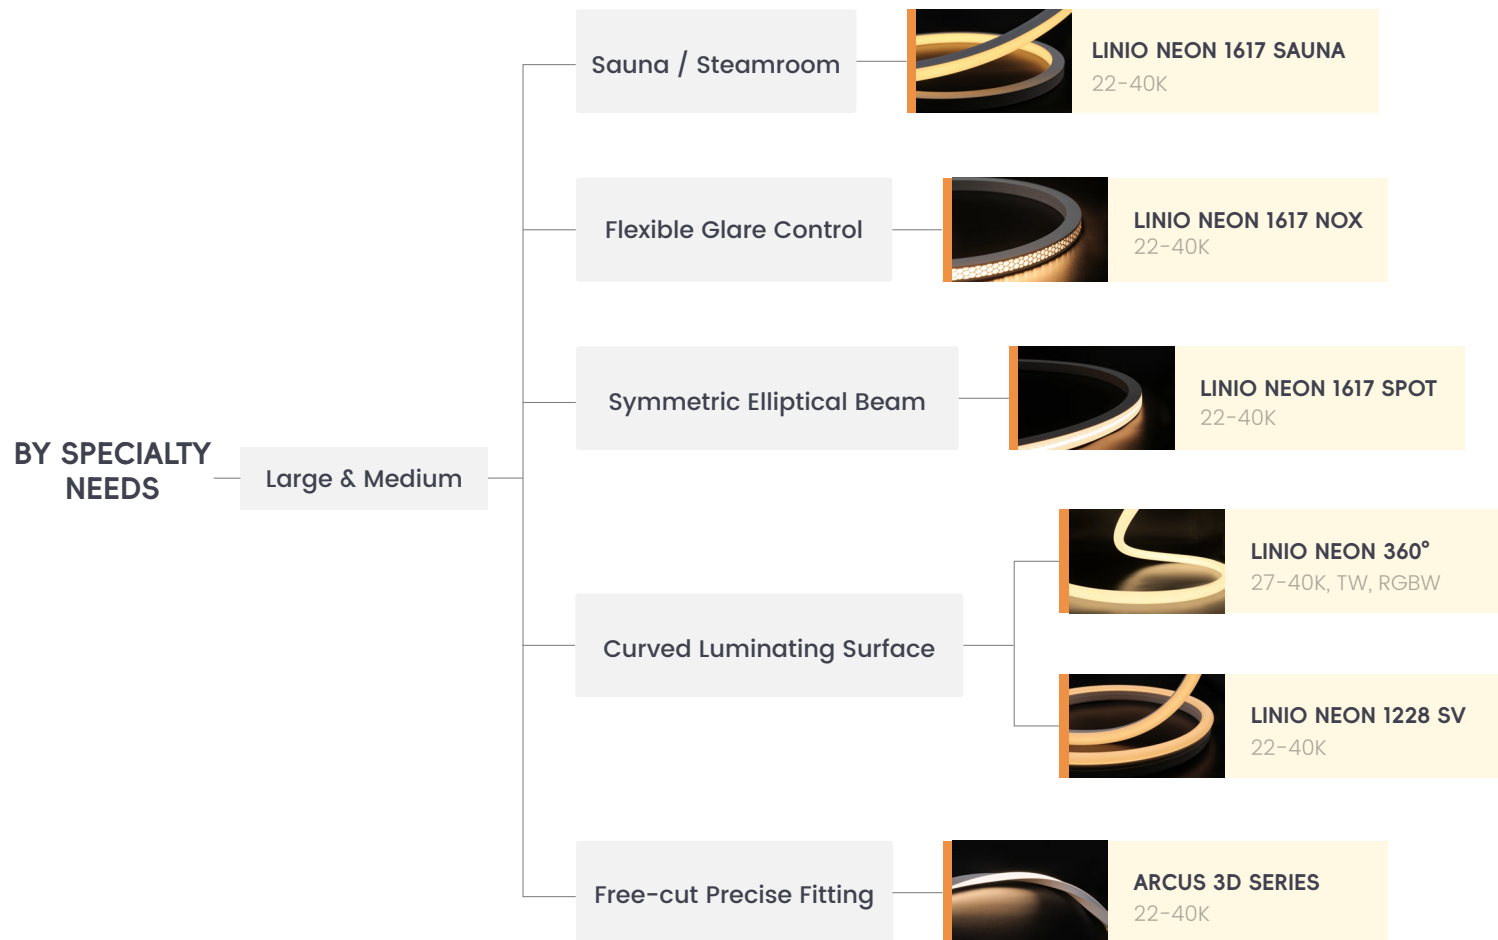 BY SPECIALTY
NEEDS
Large & Medium
Sauna / Steamroom
LINIO NEON 1617 SAUNA
22-40K
Flexible Glare Control
LINIO NEON 1617 NOX
22-40K
Symmetric Elliptical Beam
LINIO NEON 1617 SPOT
22-40K
Curved Luminating Surface
LINIO NEON 360°
27-40K, TW, RGBW
LINIO NEON 1228 SV
22-40K
Free-cut Precise Fitting
ARCUS 3D SERIES
22-40K